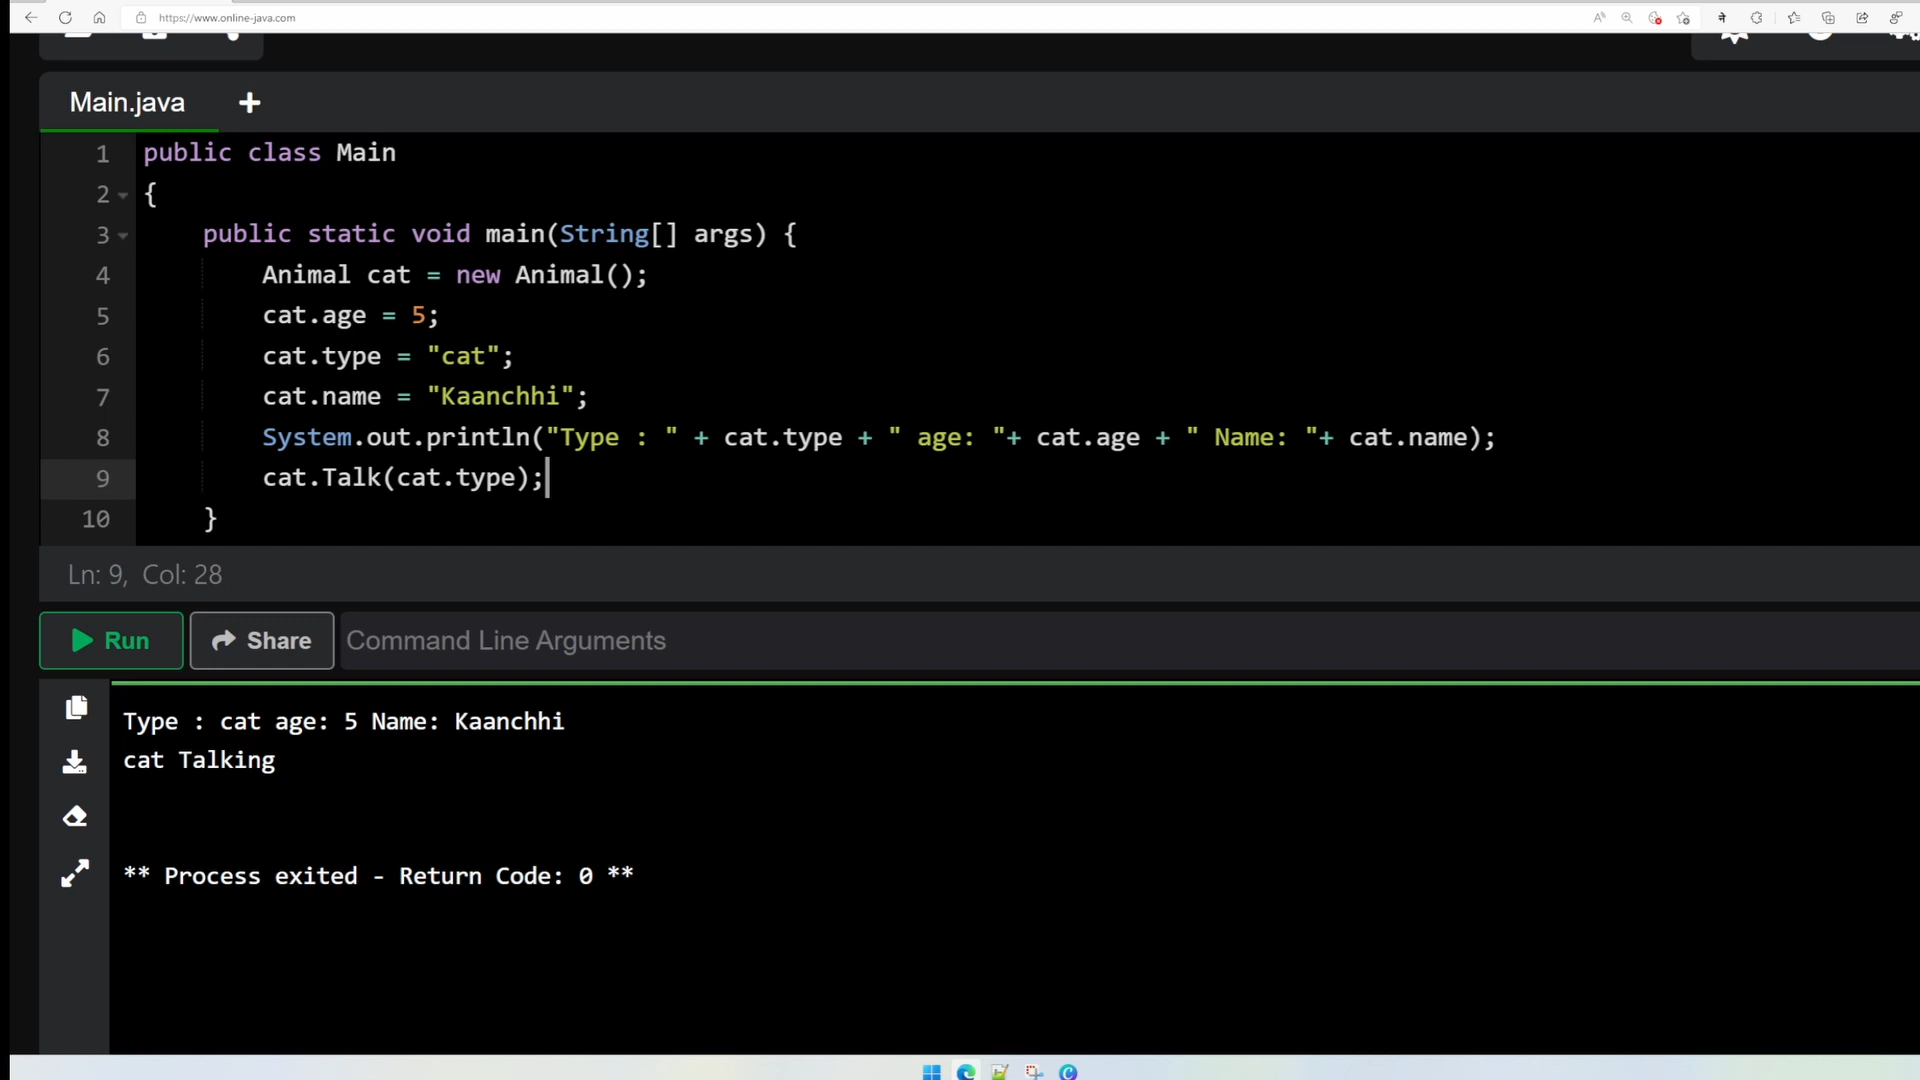 https://www.online-java.com
Main.java +
1 public class Main
2 {
3 public static void main(String[] args) {
4 Animal cat = new Animal();
5 cat.age = 5;
6 cat.type = "cat";
7 cat.name = "Kaanchhi";
8 System.out.println("Type : " + cat.type + " age: "+ cat.age + " Name: "+ cat.name);
9 cat.Talk(cat.type);
10 }
Ln: 9, Col: 28
Run Share Command Line Arguments
Type : cat age: 5 Name: Kaanchhi
cat Talking
** Process exited - Return Code: 0 **